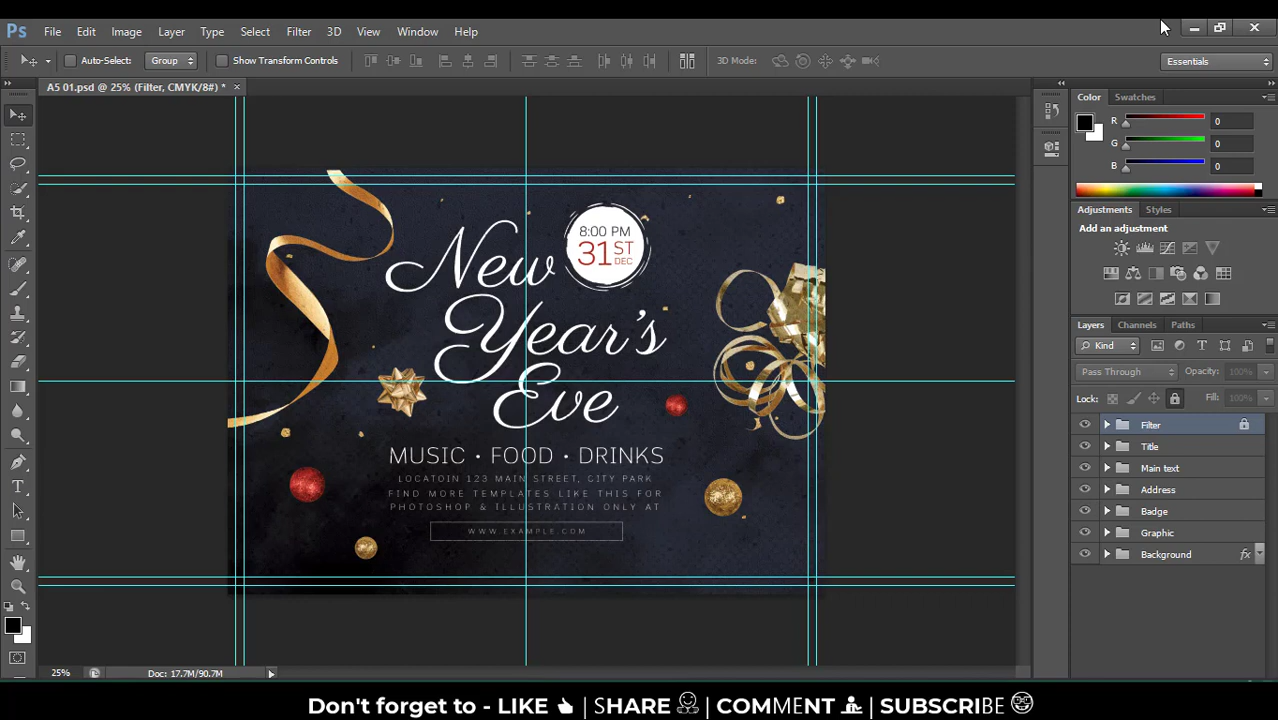 Ps File Edit Image Layer Type Select Filter 3D View Window Help
Auto-Select: Group Show Transform Controls 3D Mode: Essentials
A5 01.psd @ 25% (Filter, CMYK/8#) * ×
Color Swatches
R 0
G 0
B 0
Adjustments Styles
Add an adjustment
Layers Channels Paths
Kind
Pass Through Opacity: 100%
Lock: Fill: 100%
Filter
Title
Main text
Address
Badge
Graphic
Background fx
8:00 PM
31 ST
DEC
New
Year's
Eve
MUSIC • FOOD • DRINKS
LOCATOIN 123 MAIN STREET, CITY PARK
FIND MORE TEMPLATES LIKE THIS FOR
PHOTOSHOP & ILLUSTRATION ONLY AT
WWW.EXAMPLE.COM
25% Doc: 17.7M/90.7M
Don't forget to - LIKE | SHARE | COMMENT | SUBSCRIBE